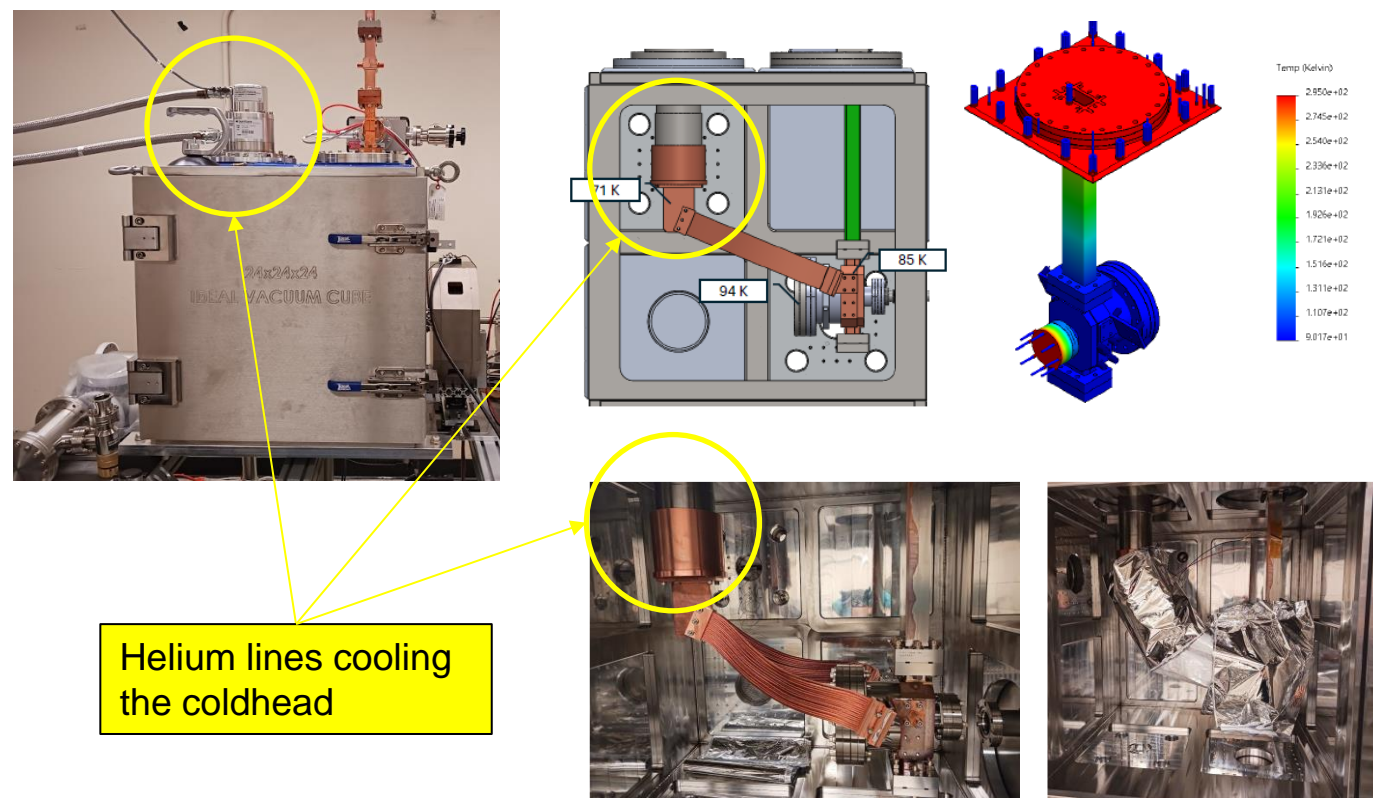 24x24x24
IDEAL VACUUM CUBE
71 K
85 K
94 K
Temp (Kelvin)
2.950e+02
2.745e+02
2.540e+02
2.336e+02
2.131e+02
1.926e+02
1.721e+02
1.516e+02
1.311e+02
1.107e+02
9.017e+01
Helium lines cooling
the coldhead